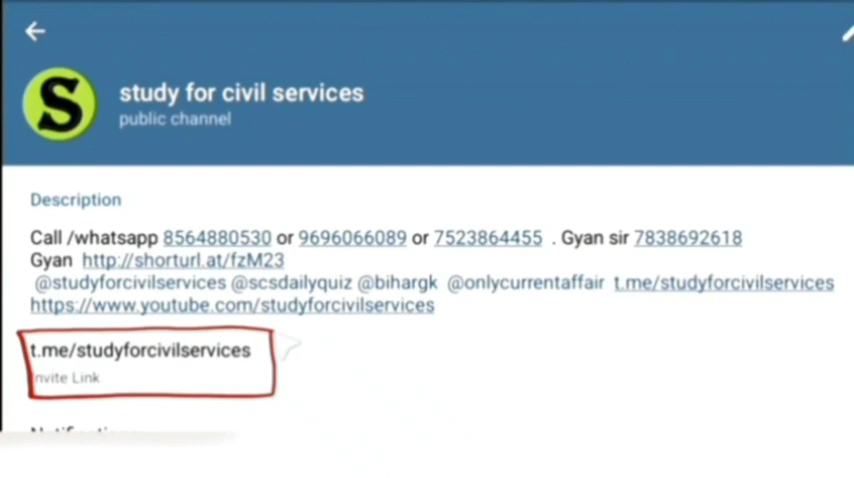 S
study for civil services
public channel
Description
Call /whatsapp 8564880530 or 9696066089 or 7523864455 . Gyan sir 7838692618
Gyan http://shorturl.at/fzM23
@studyforcivilservices @scsdailyquiz @bihargk @onlycurrentaffair t.me/studyforcivilservices
https://www.youtube.com/studyforcivilservices
t.me/studyforcivilservices
Invite Link